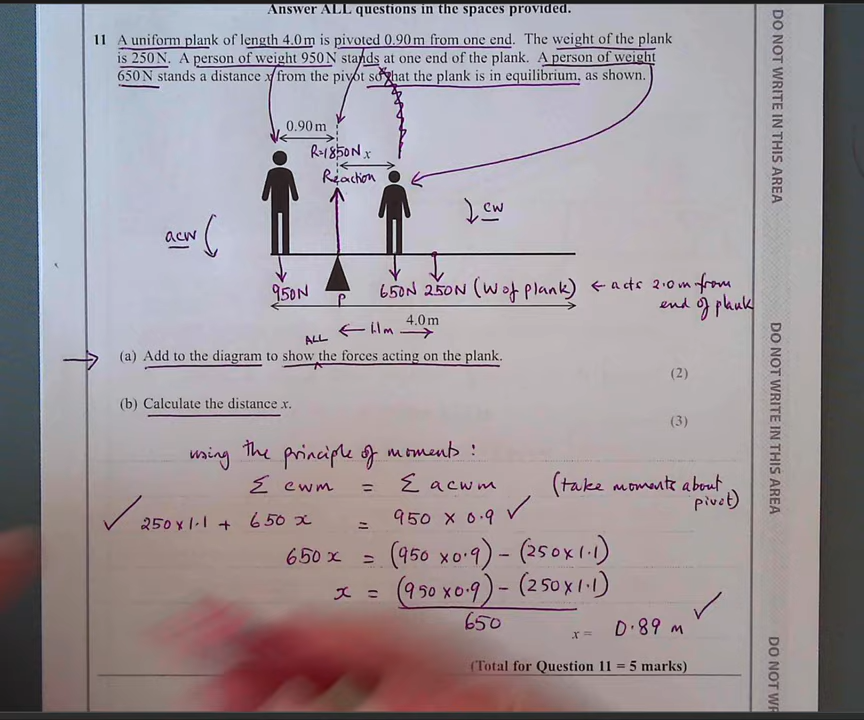 Answer ALL questions in the spaces provided.
11 A uniform plank of length 4.0 m is pivoted 0.90 m from one end. The weight of the plank
is 250 N. A person of weight 950 N stands at one end of the plank. A person of weight
650 N stands a distance x from the pivot so that the plank is in equilibrium, as shown.
0.90 m
R=1850N x
Reaction
acw
cw
950N P 650N 250N (W of plank) ← acts 2.0m from
end of plank
4.0 m
← 1.1m →
ALL
(a) Add to the diagram to show the forces acting on the plank.
(2)
(b) Calculate the distance x.
(3)
using the principle of moments :
Σ cwm = Σ acwm (take moments about
pivot)
✓ 250 x 1.1 + 650 x = 950 x 0.9 ✓
650 x = (950 x 0.9) - (250 x 1.1)
x = (950 x 0.9) - (250 x 1.1)
650
x = 0.89 m ✓
(Total for Question 11 = 5 marks)
DO NOT WRITE IN THIS AREA
DO NOT WRITE IN THIS AREA
DO NOT WR